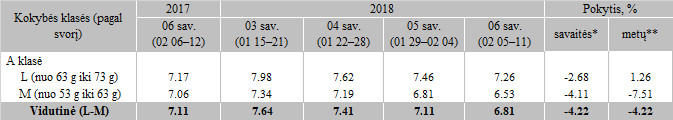 Kokybės klasės (pagal svorį) 2017 2018 Pokytis, %
06 sav. (02 06–12) 03 sav. (01 15–21) 04 sav. (01 22–28) 05 sav. (01 29–02 04) 06 sav. (02 05–11) savaitės* metų**
A klasė
L (nuo 63 g iki 73 g) 7.17 7.98 7.62 7.46 7.26 -2.68 1.26
M (nuo 53 g iki 63 g) 7.06 7.34 7.19 6.81 6.53 -4.11 -7.51
Vidutinė (L-M) 7.11 7.64 7.41 7.11 6.81 -4.22 -4.22